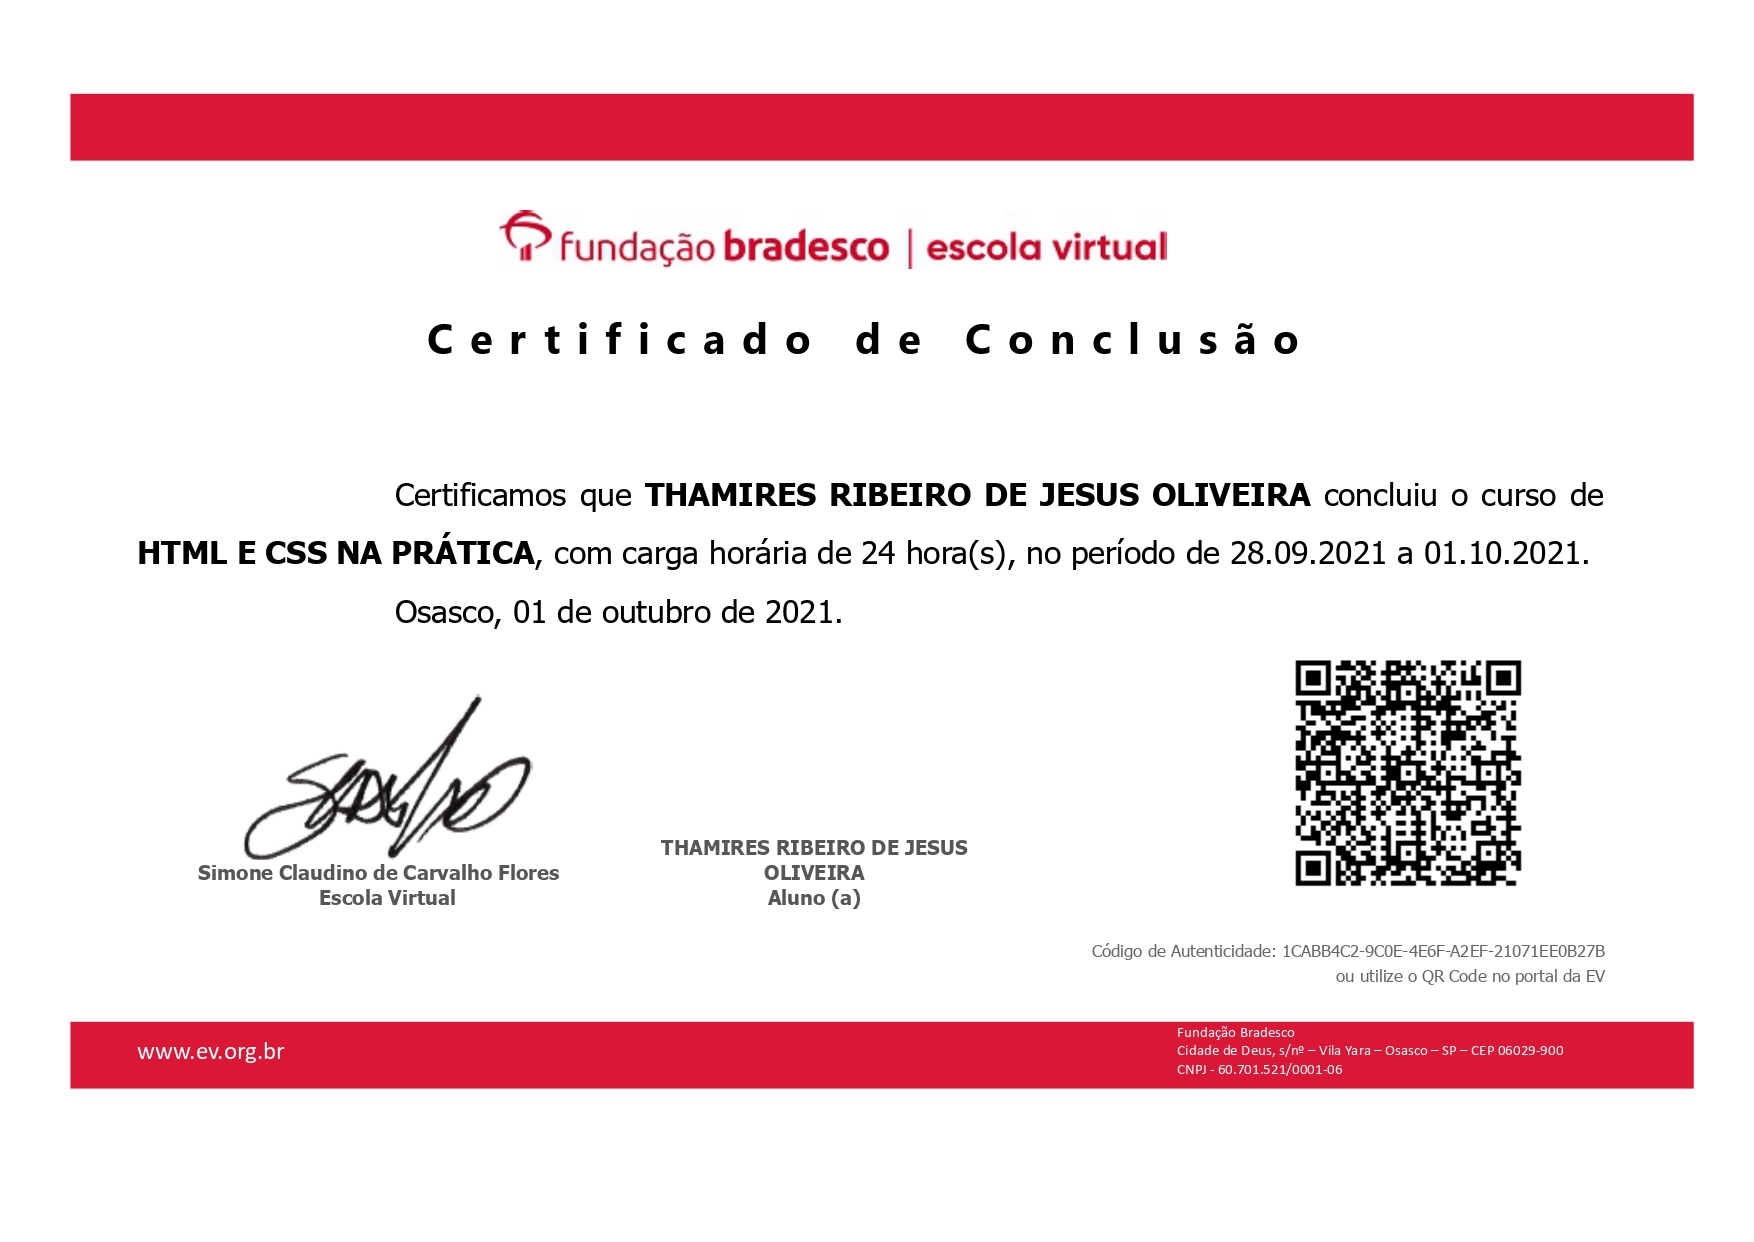 fundação bradesco | escola virtual
Certificado de Conclusão
Certificamos que THAMIRES RIBEIRO DE JESUS OLIVEIRA concluiu o curso de
HTML E CSS NA PRÁTICA, com carga horária de 24 hora(s), no período de 28.09.2021 a 01.10.2021.
Osasco, 01 de outubro de 2021.
Simone Claudino de Carvalho Flores
Escola Virtual
THAMIRES RIBEIRO DE JESUS
OLIVEIRA
Aluno (a)
Código de Autenticidade: 1CABB4C2-9C0E-4E6F-A2EF-21071EE0B27B
ou utilize o QR Code no portal da EV
www.ev.org.br
Fundação Bradesco
Cidade de Deus, s/nº – Vila Yara – Osasco – SP – CEP 06029-900
CNPJ - 60.701.521/0001-06